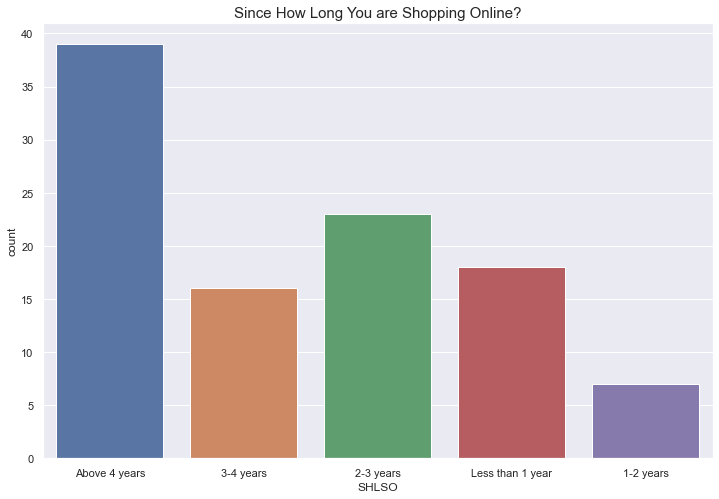 Since How Long You are Shopping Online?
40
35
30
25
20
15
10
5
0
count
Above 4 years
3-4 years
2-3 years
Less than 1 year
1-2 years
SHLSO